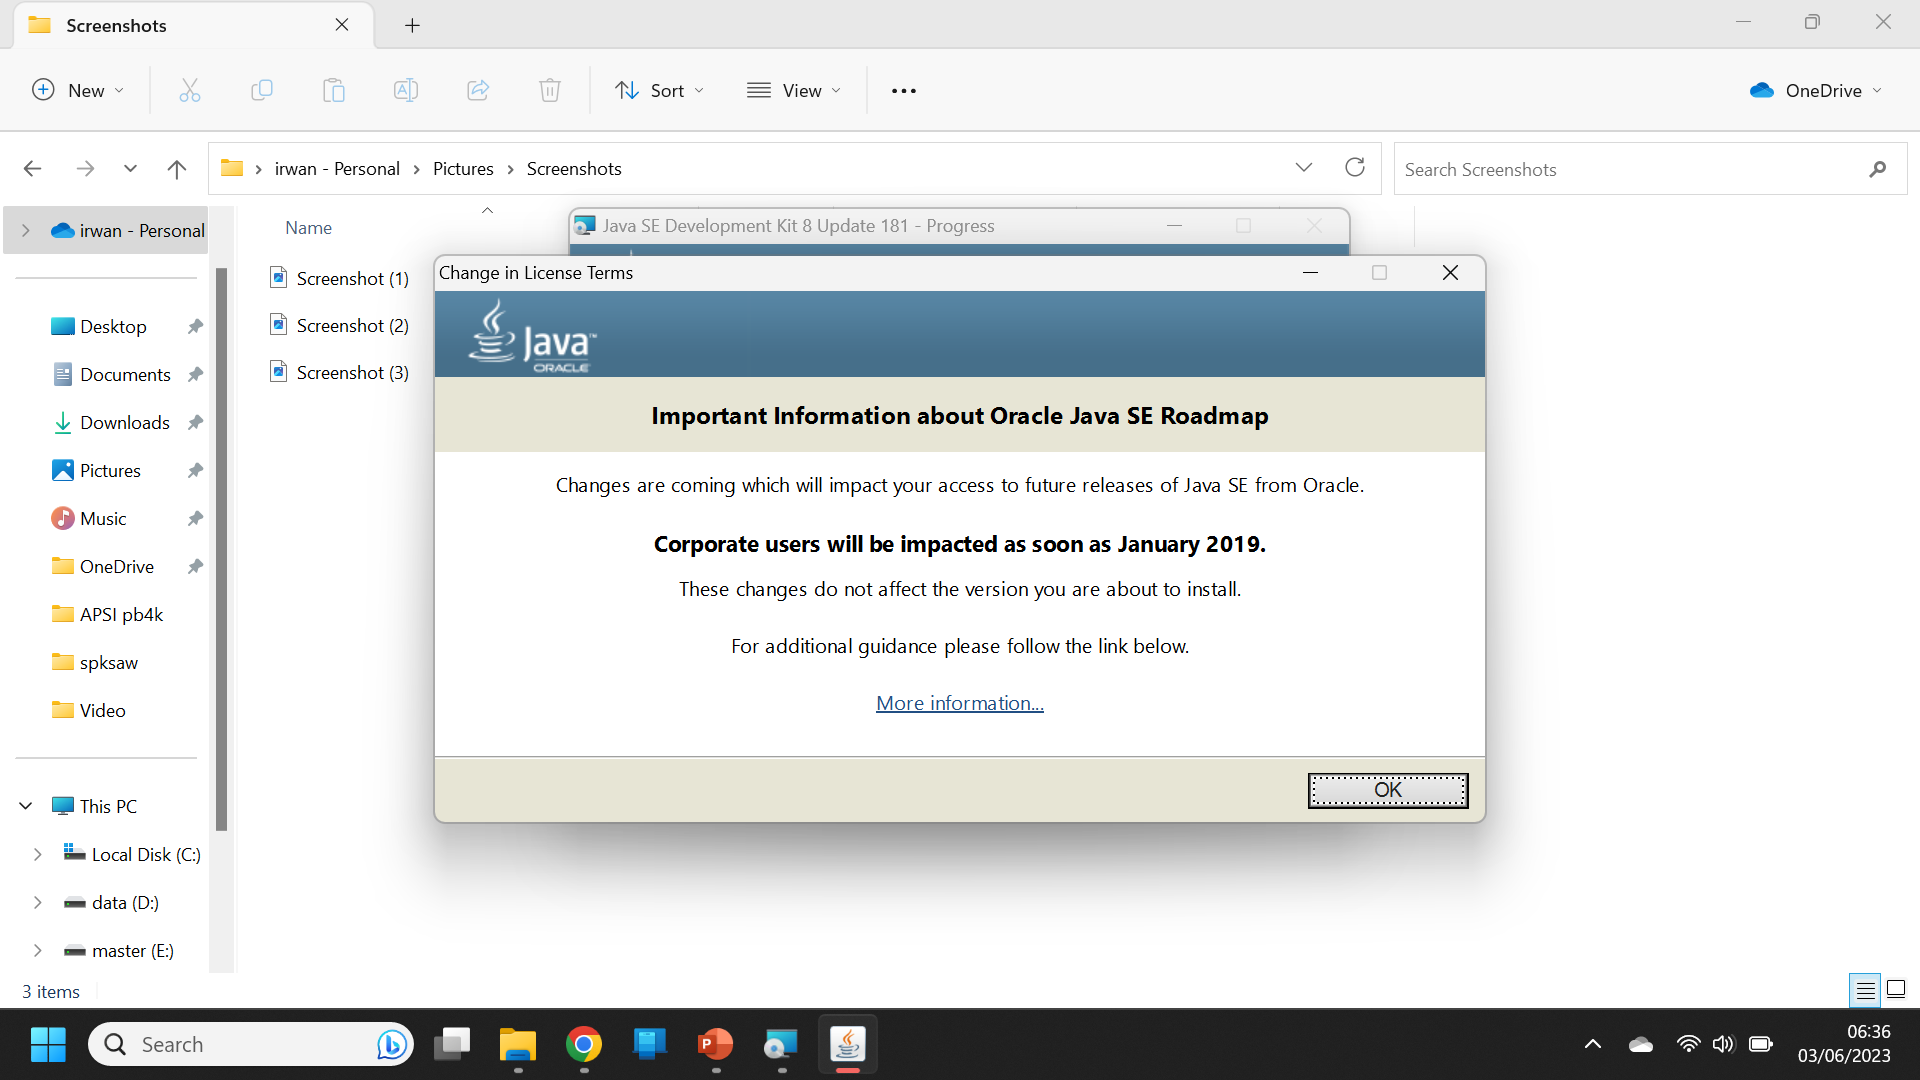 Screenshots
New
Sort
View
OneDrive
irwan - Personal
Pictures
Screenshots
Search Screenshots
irwan - Personal
Desktop
Documents
Downloads
Pictures
Music
OneDrive
APSI pb4k
spksaw
Video
This PC
Local Disk (C:)
data (D:)
master (E:)
Name
Screenshot (1)
Screenshot (2)
Screenshot (3)
Java SE Development Kit 8 Update 181 - Progress
Change in License Terms
Java™
ORACLE
Important Information about Oracle Java SE Roadmap
Changes are coming which will impact your access to future releases of Java SE from Oracle.
Corporate users will be impacted as soon as January 2019.
These changes do not affect the version you are about to install.
For additional guidance please follow the link below.
More information...
OK
3 items
Search
06:36
03/06/2023